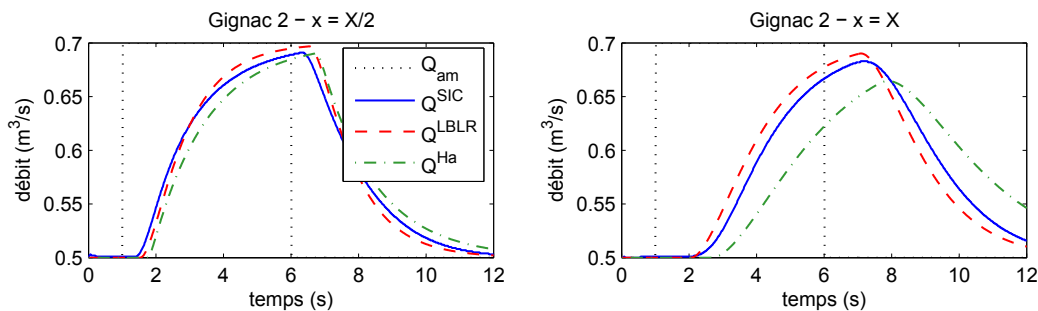 Gignac 2 − x = X/2
débit (m³/s)
0.7
0.65
0.6
0.55
0.5
0 2 4 6 8 10 12
temps (s)
Q_am
Q^SIC
Q^LBLR
Q^Ha
Gignac 2 − x = X
débit (m³/s)
0.7
0.65
0.6
0.55
0.5
0 2 4 6 8 10 12
temps (s)